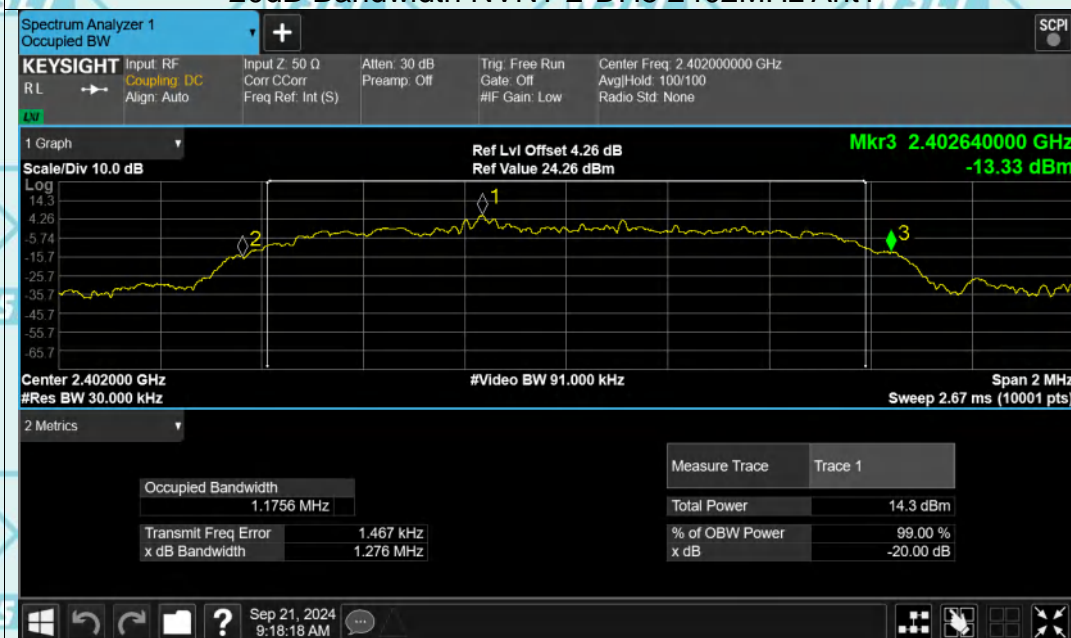 -20dB Bandwidth NVNT 2-DH5 2402MHz Ant1
Spectrum Analyzer 1
Occupied BW
+
SCPI
KEYSIGHT
RL
LXI
Input: RF
Coupling: DC
Align: Auto
Input Z: 50 Ω
Corr CCorr
Freq Ref: Int (S)
Atten: 30 dB
Preamp: Off
Trig: Free Run
Gate: Off
#IF Gain: Low
Center Freq: 2.402000000 GHz
Avg|Hold: 100/100
Radio Std: None
1 Graph
Scale/Div 10.0 dB
Ref Lvl Offset 4.26 dB
Ref Value 24.26 dBm
Mkr3 2.402640000 GHz
-13.33 dBm
Log
14.3
4.26
-5.74
-15.7
-25.7
-35.7
-45.7
-55.7
-65.7
1
2
3
Center 2.402000 GHz
#Video BW 91.000 kHz
Span 2 MHz
#Res BW 30.000 kHz
Sweep 2.67 ms (10001 pts)
2 Metrics
Measure Trace Trace 1
Occupied Bandwidth
1.1756 MHz
Total Power 14.3 dBm
Transmit Freq Error 1.467 kHz
% of OBW Power 99.00 %
x dB Bandwidth 1.276 MHz
x dB -20.00 dB
?
Sep 21, 2024
9:18:18 AM